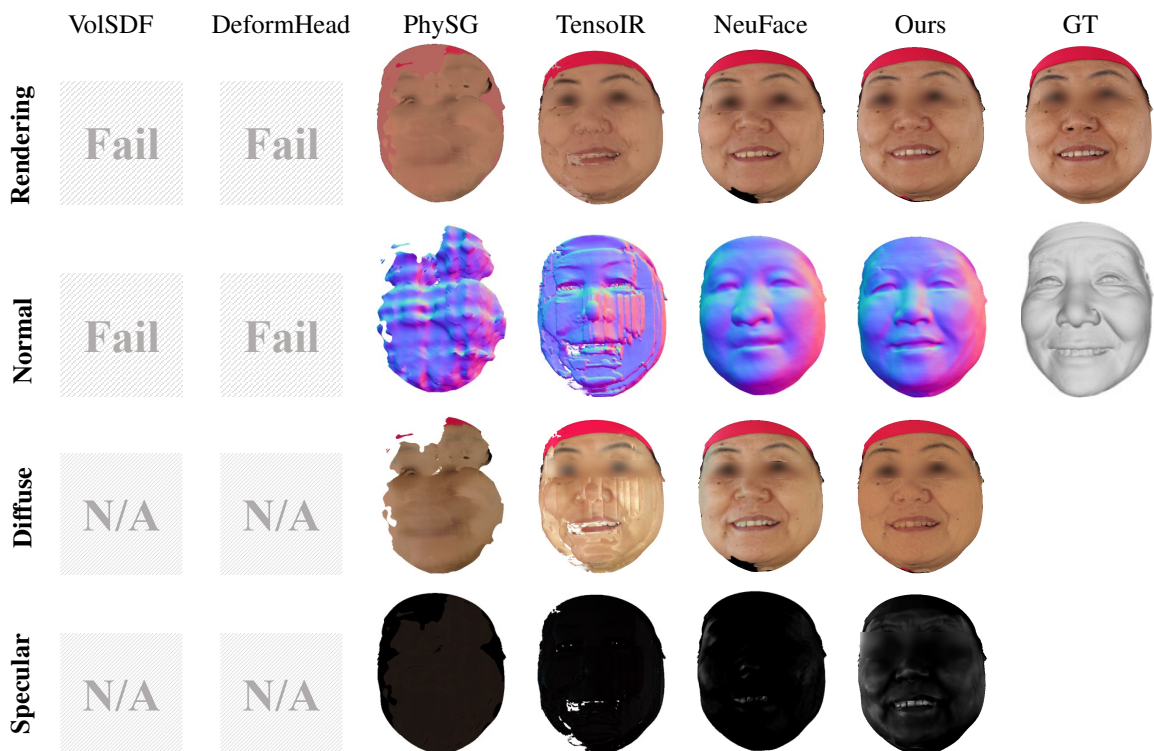 VolSDF DeformHead PhySG TensoIR NeuFace Ours GT
Rendering Fail Fail
Normal Fail Fail
Diffuse N/A N/A
Specular N/A N/A